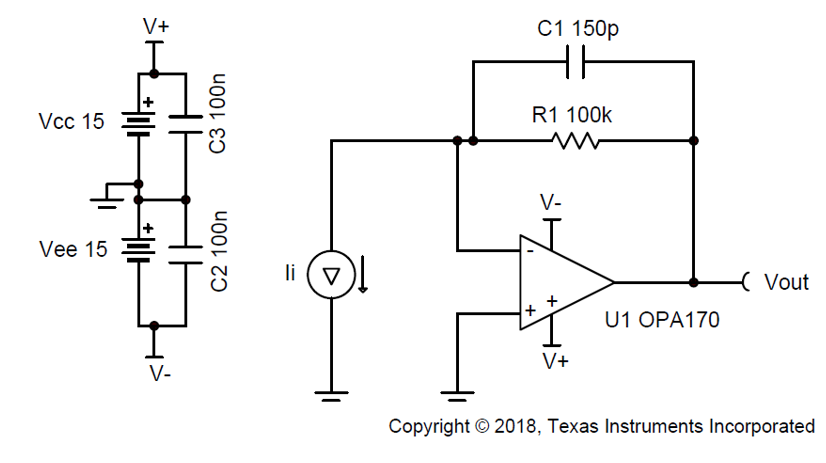 V+
Vcc 15
+
C3 100n
Vee 15
+
C2 100n
V-
Ii
C1 150p
R1 100k
V-
-
+
+
V+
U1 OPA170
Vout
Copyright © 2018, Texas Instruments Incorporated